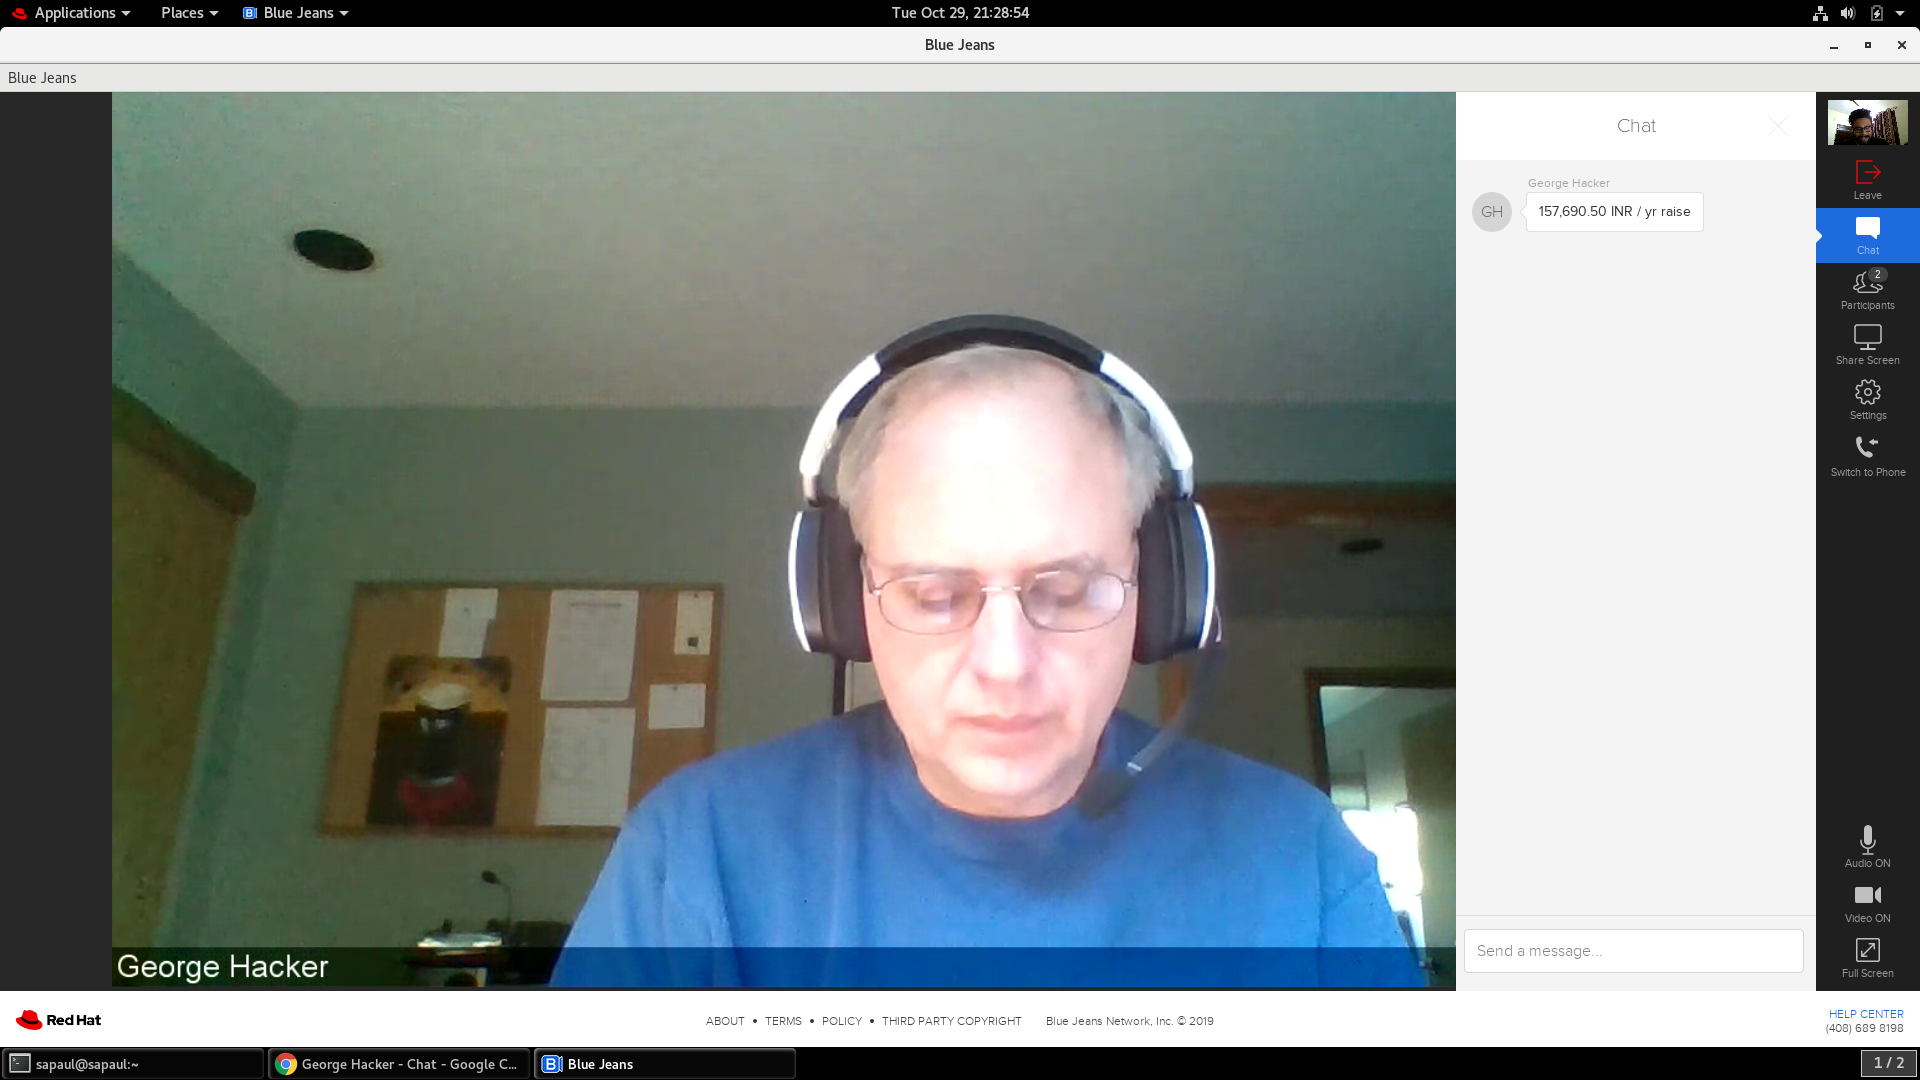 Applications Places Blue Jeans Tue Oct 29, 21:28:54
Blue Jeans
Blue Jeans
Chat
George Hacker
GH 157,690.50 INR / yr raise
Leave
Chat
2
Participants
Share Screen
Settings
Switch to Phone
Audio ON
Video ON
Send a message...
Full Screen
George Hacker
Red Hat ABOUT • TERMS • POLICY • THIRD PARTY COPYRIGHT Blue Jeans Network, Inc. © 2019 HELP CENTER
(408) 689 8198
sapaul@sapaul:~ George Hacker - Chat - Google C... B Blue Jeans 1 / 2